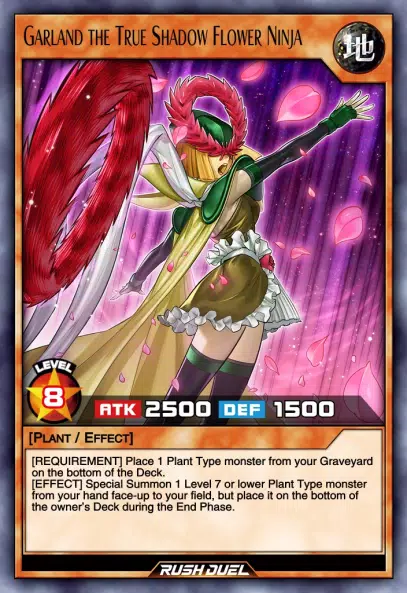 Garland the True Shadow Flower Ninja
地
LEVEL
8
ATK 2500 DEF 1500
[Plant / Effect]
[REQUIREMENT] Place 1 Plant Type monster from your Graveyard
on the bottom of the Deck.
[EFFECT] Special Summon 1 Level 7 or lower Plant Type monster
from your hand face-up to your field, but place it on the bottom of
the owner's Deck during the End Phase.
RUSH DUEL